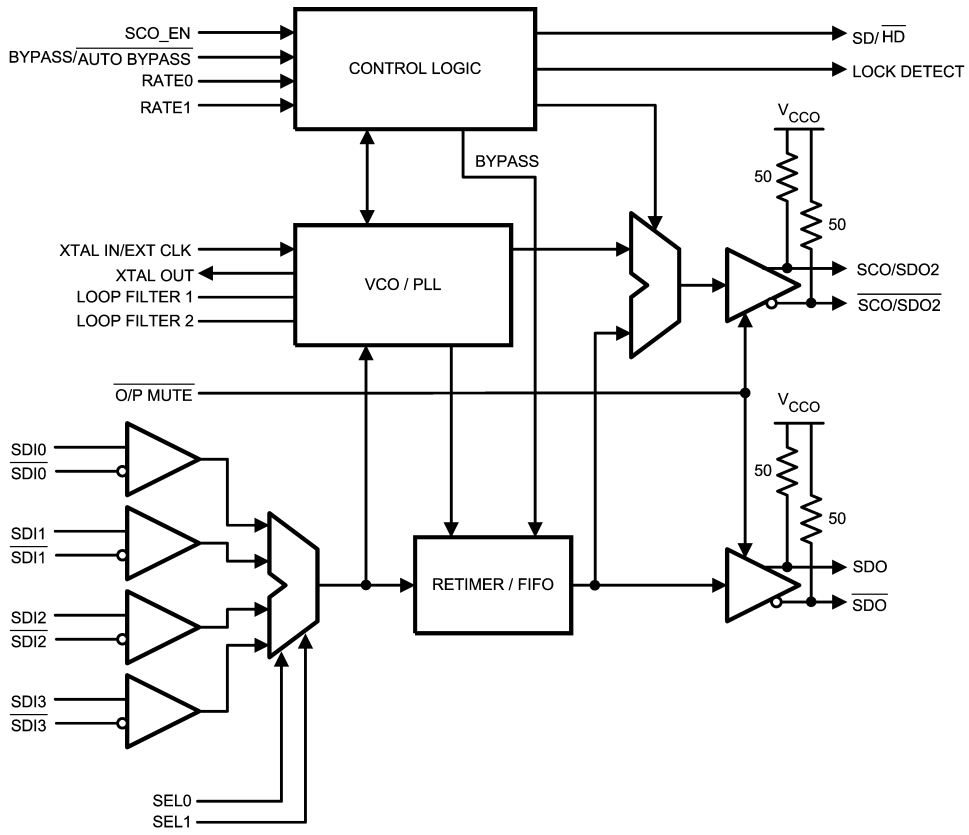 SCO_EN
BYPASS/AUTO BYPASS
RATE0
RATE1
CONTROL LOGIC
SD/HD
LOCK DETECT
BYPASS
VCCO
50
50
XTAL IN/EXT CLK
XTAL OUT
LOOP FILTER 1
LOOP FILTER 2
VCO / PLL
SCO/SDO2
SCO/SDO2
O/P MUTE
VCCO
50
50
SDI0
SDI0
SDI1
SDI1
SDI2
SDI2
SDI3
SDI3
RETIMER / FIFO
SDO
SDO
SEL0
SEL1